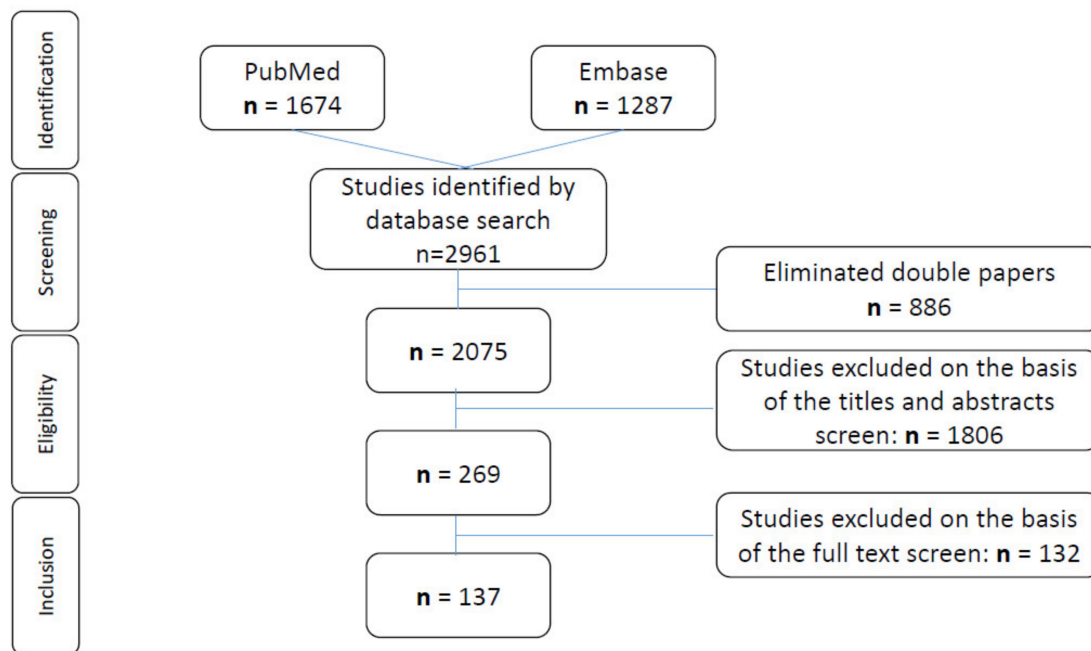 Identification
PubMed
n = 1674
Embase
n = 1287
Screening
Studies identified by
database search
n=2961
Eliminated double papers
n = 886
n = 2075
Eligibility
Studies excluded on the basis
of the titles and abstracts
screen: n = 1806
n = 269
Inclusion
Studies excluded on the basis
of the full text screen: n = 132
n = 137